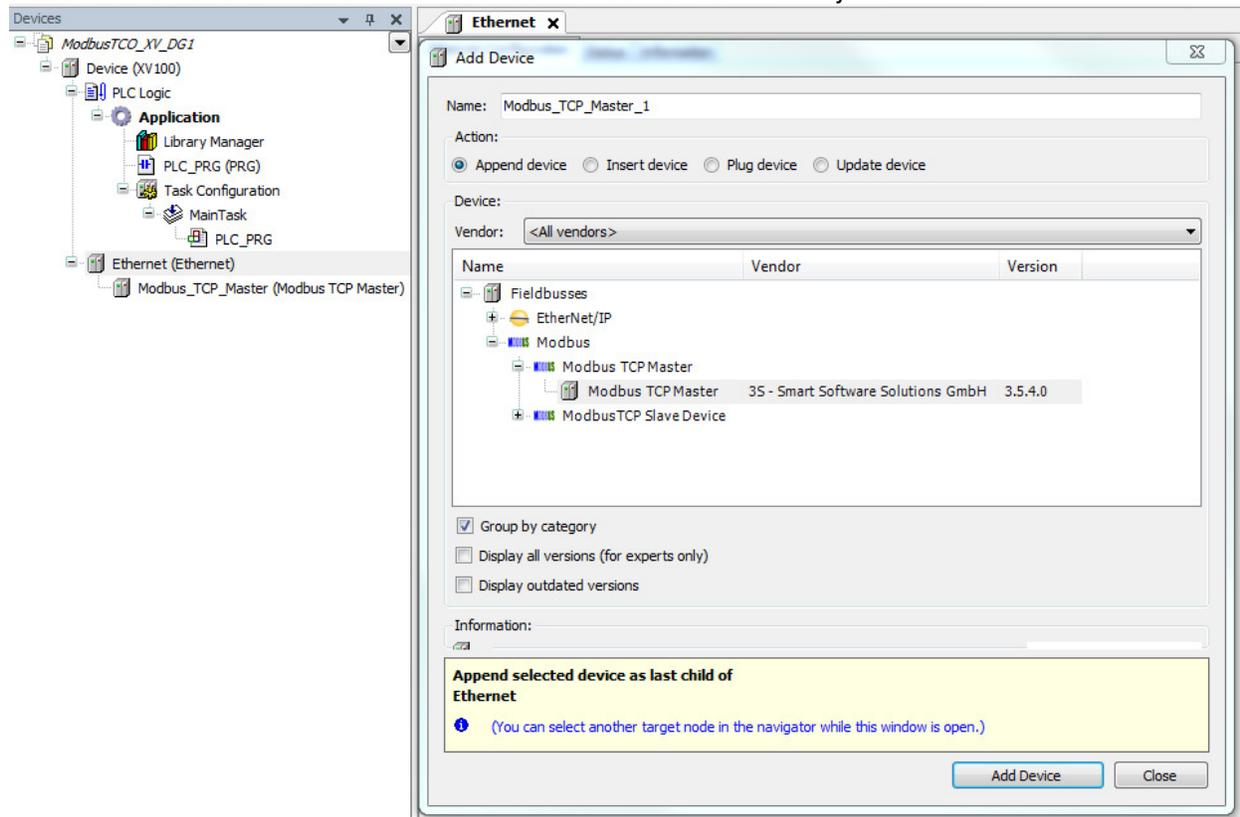 Devices
ModbusTCO_XV_DG1
Device (XV100)
PLC Logic
Application
Library Manager
PLC_PRG (PRG)
Task Configuration
MainTask
PLC_PRG
Ethernet (Ethernet)
Modbus_TCP_Master (Modbus TCP Master)
Ethernet
Add Device
Name: Modbus_TCP_Master_1
Action:
Append device Insert device Plug device Update device
Device:
Vendor: <All vendors>
Name Vendor Version
Fieldbusses
EtherNet/IP
Modbus
Modbus TCP Master
Modbus TCP Master 3S - Smart Software Solutions GmbH 3.5.4.0
ModbusTCP Slave Device
Group by category
Display all versions (for experts only)
Display outdated versions
Information:
Append selected device as last child of
Ethernet
(You can select another target node in the navigator while this window is open.)
Add Device Close